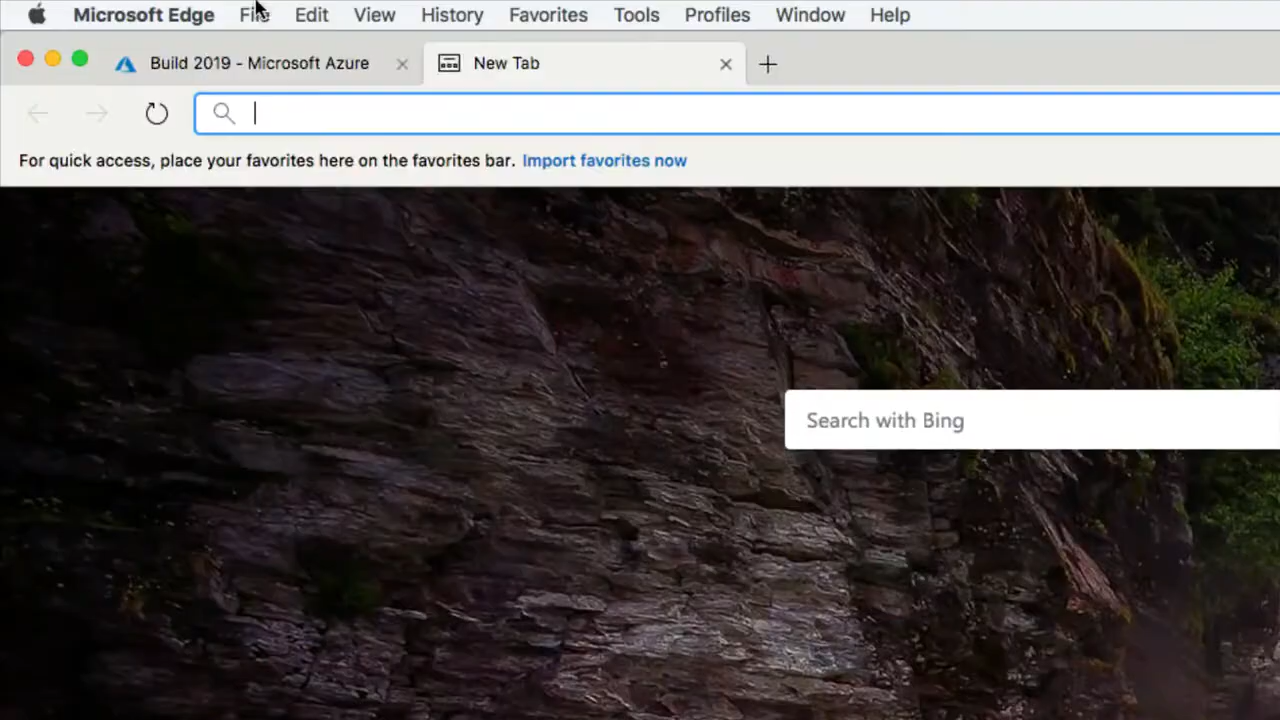 Microsoft Edge File Edit View History Favorites Tools Profiles Window Help
Build 2019 - Microsoft Azure New Tab
For quick access, place your favorites here on the favorites bar. Import favorites now
Search with Bing